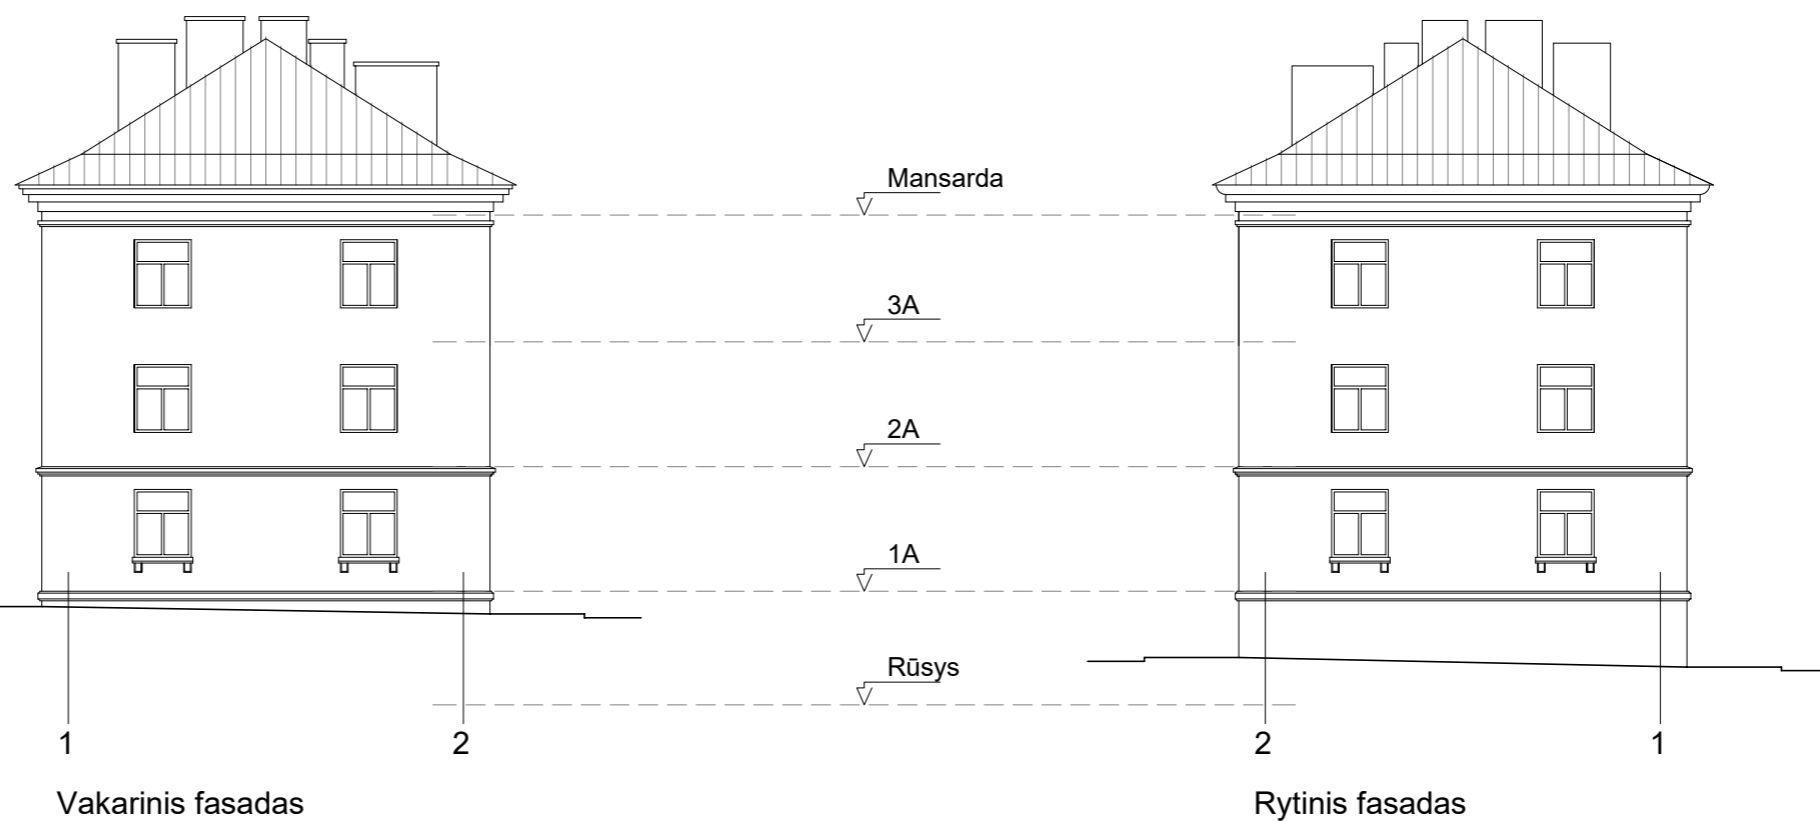 Mansarda
3A
2A
1A
Rūsys
1 2 2 1
Vakarinis fasadas Rytinis fasadas